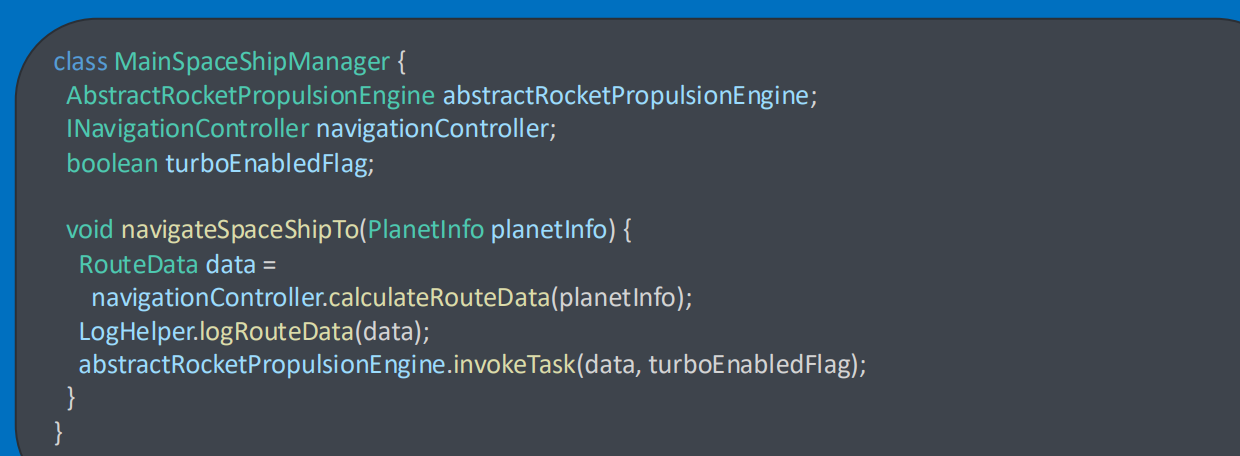 class MainSpaceShipManager {
AbstractRocketPropulsionEngine abstractRocketPropulsionEngine;
INavigationController navigationController;
boolean turboEnabledFlag;
void navigateSpaceShipTo(PlanetInfo planetInfo) {
RouteData data =
navigationController.calculateRouteData(planetInfo);
LogHelper.logRouteData(data);
abstractRocketPropulsionEngine.invokeTask(data, turboEnabledFlag);
}
}